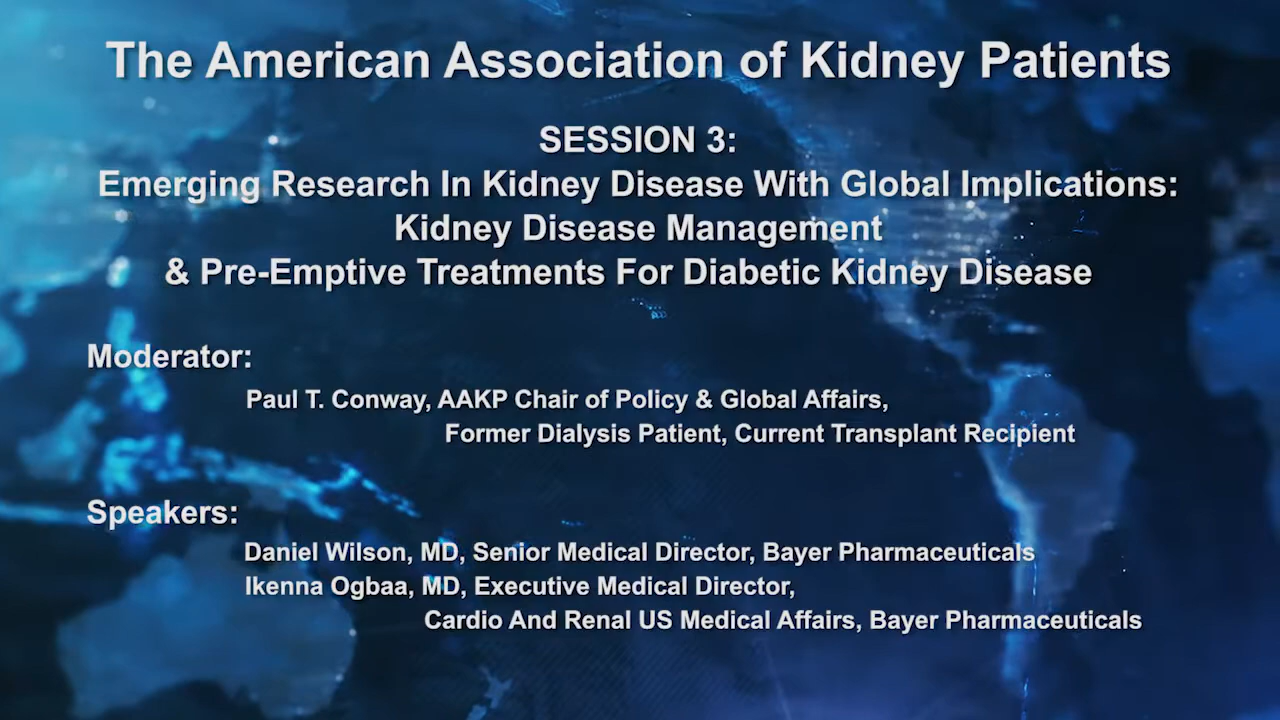 The American Association of Kidney Patients
SESSION 3:
Emerging Research In Kidney Disease With Global Implications:
Kidney Disease Management
& Pre-Emptive Treatments For Diabetic Kidney Disease
Moderator:
Paul T. Conway, AAKP Chair of Policy & Global Affairs,
Former Dialysis Patient, Current Transplant Recipient
Speakers:
Daniel Wilson, MD, Senior Medical Director, Bayer Pharmaceuticals
Ikenna Ogbaa, MD, Executive Medical Director,
Cardio And Renal US Medical Affairs, Bayer Pharmaceuticals